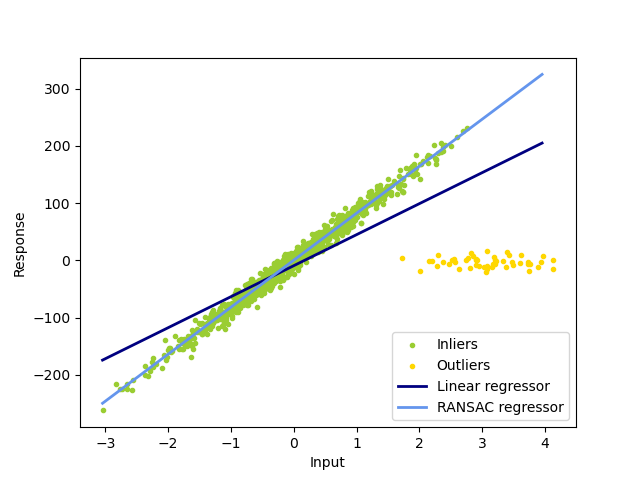 300
200
100
0
−100
−200
Response
−3
−2
−1
0
1
2
3
4
Input
Inliers
Outliers
Linear regressor
RANSAC regressor